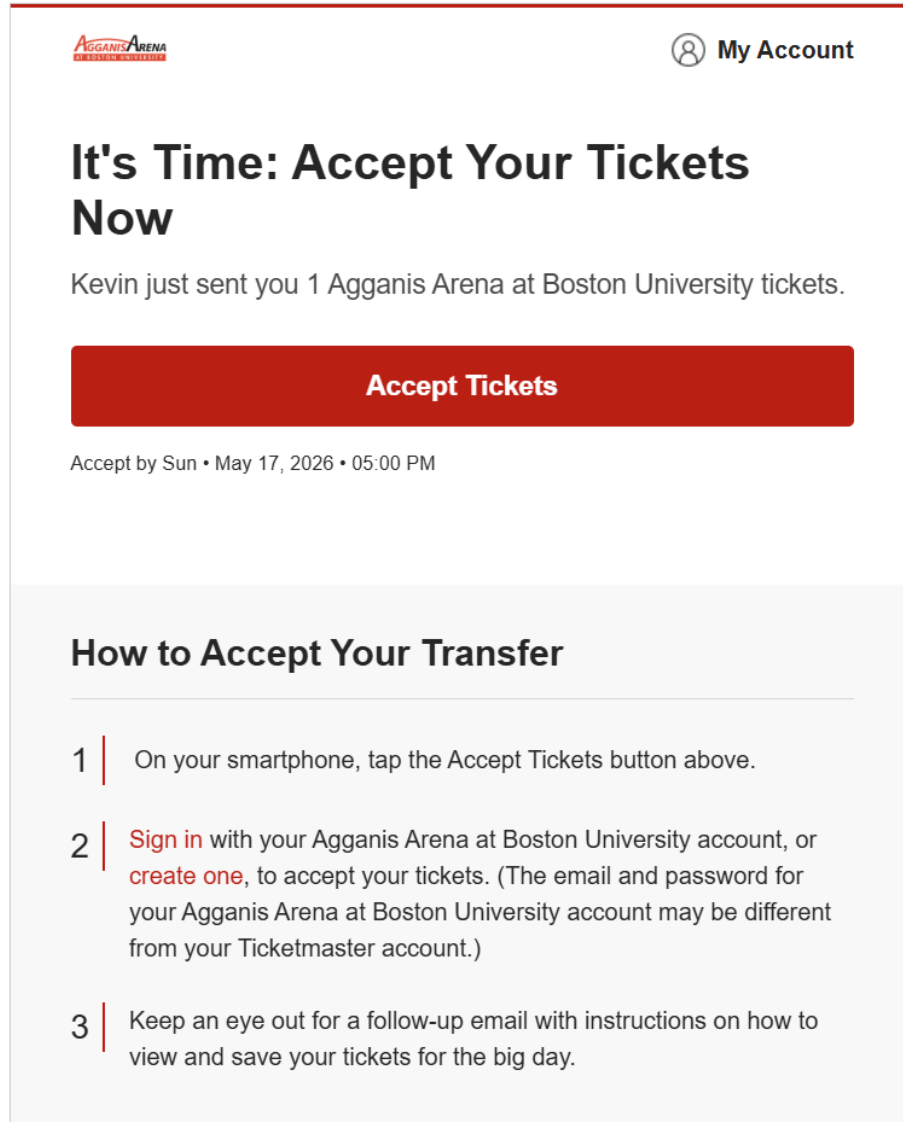 AGGANIS ARENA
AT BOSTON UNIVERSITY
My Account
It's Time: Accept Your Tickets
Now
Kevin just sent you 1 Agganis Arena at Boston University tickets.
Accept Tickets
Accept by Sun • May 17, 2026 • 05:00 PM
How to Accept Your Transfer
1 On your smartphone, tap the Accept Tickets button above.
2 Sign in with your Agganis Arena at Boston University account, or
create one, to accept your tickets. (The email and password for
your Agganis Arena at Boston University account may be different
from your Ticketmaster account.)
3 Keep an eye out for a follow-up email with instructions on how to
view and save your tickets for the big day.